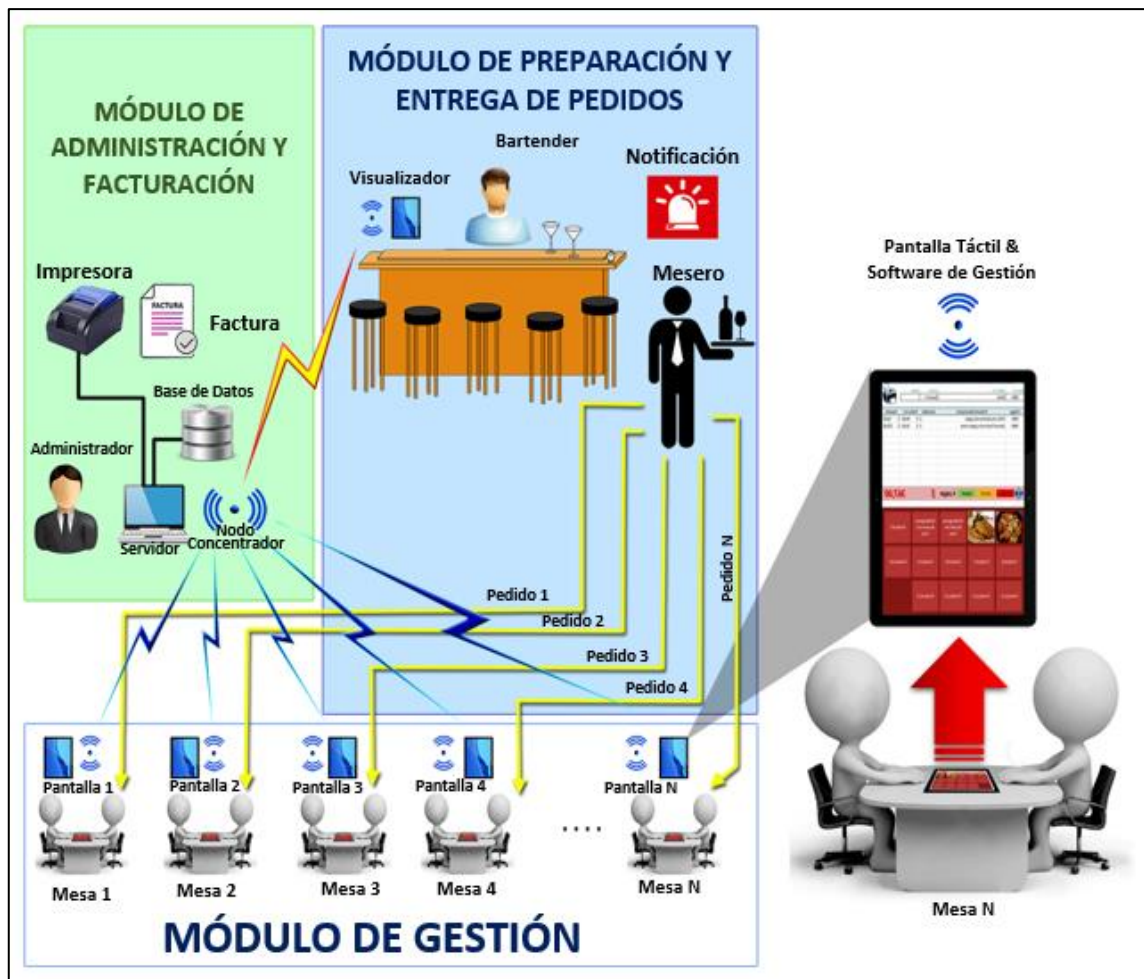 MÓDULO DE
ADMINISTRACIÓN Y
FACTURACIÓN
Impresora
FACTURA
Factura
Base de Datos
Administrador
Servidor
Nodo
Concentrador
MÓDULO DE PREPARACIÓN Y
ENTREGA DE PEDIDOS
Bartender
Visualizador
Notificación
Mesero
Pedido 1
Pedido 2
Pedido 3
Pedido 4
Pedido N
Pantalla Táctil &
Software de Gestión
Pantalla 1
Pantalla 2
Pantalla 3
Pantalla 4
Pantalla N
....
Mesa 1
Mesa 2
Mesa 3
Mesa 4
Mesa N
Mesa N
MÓDULO DE GESTIÓN